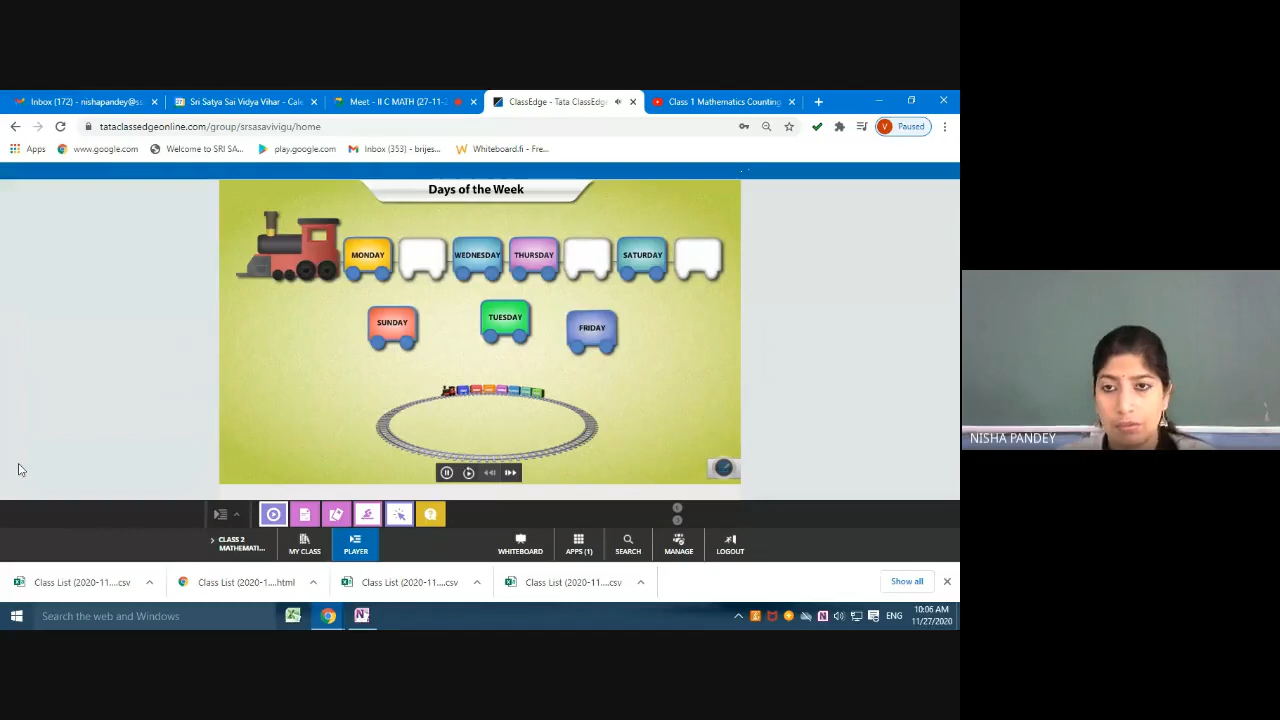 Inbox (172) - nishapandey@s
Sri Satya Sai Vidya Vihar - Cale
Meet - II C MATH (27-11-2
ClassEdge - Tata ClassEdge
Class 1 Mathematics Counting
tataclassedgeonline.com/group/srsasavivigu/home
V Paused
Apps
www.google.com
Welcome to SRI SA...
play.google.com
Inbox (353) - brijes...
Whiteboard.fi - Fre...
Days of the Week
MONDAY
WEDNESDAY
THURSDAY
SATURDAY
SUNDAY
TUESDAY
FRIDAY
NISHA PANDEY
CLASS 2
MATHEMATI...
MY CLASS
PLAYER
WHITEBOARD
APPS (1)
SEARCH
MANAGE
LOGOUT
Class List (2020-11....csv
Class List (2020-1....html
Class List (2020-11....csv
Class List (2020-11....csv
Show all
Search the web and Windows
ENG
10:06 AM
11/27/2020